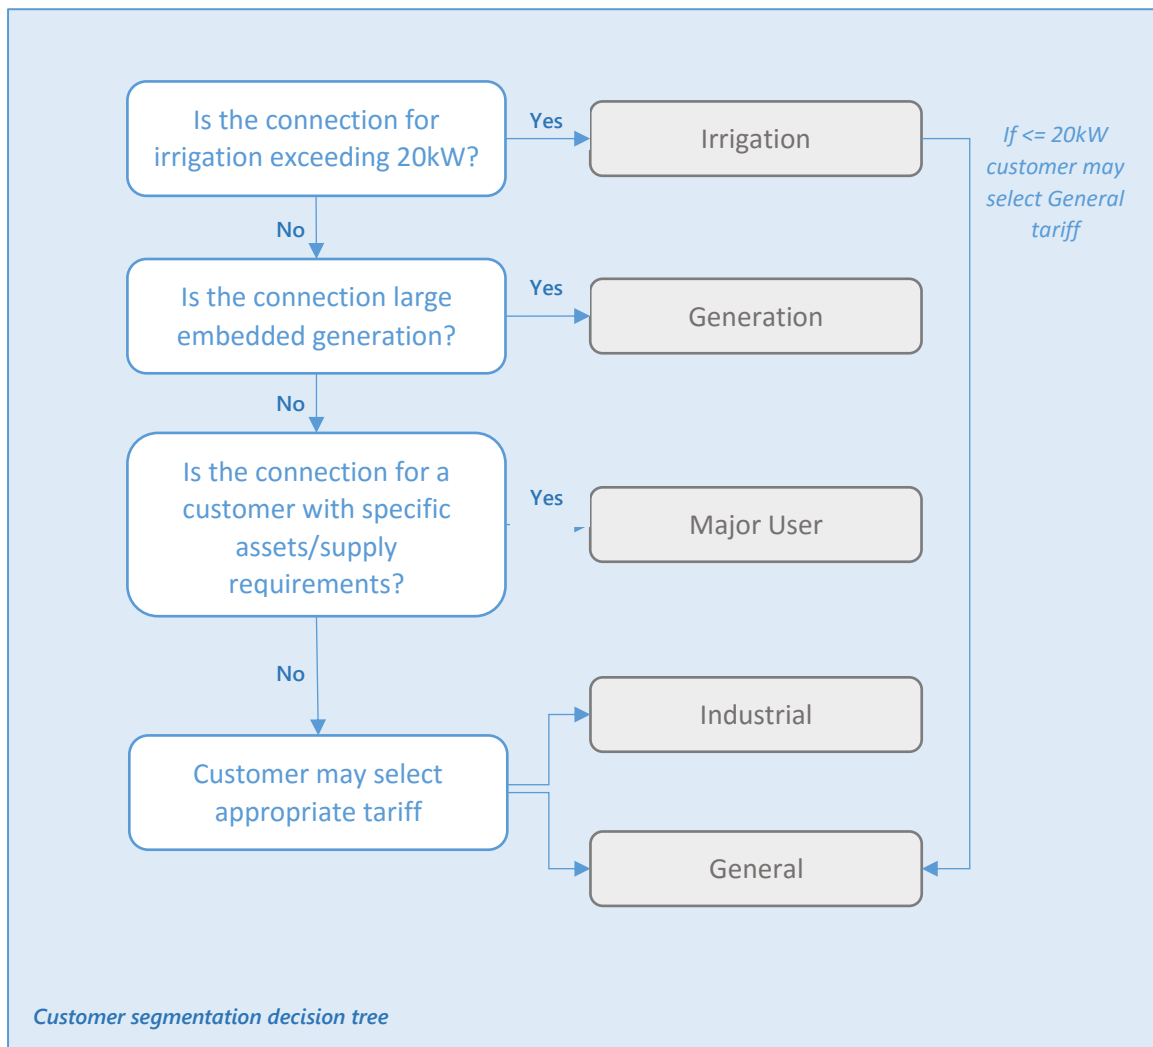 Is the connection for
irrigation exceeding 20kW?
Yes
Irrigation
If <= 20kW
customer may
select General
tariff
No
Is the connection large
embedded generation?
Yes
Generation
No
Is the connection for a
customer with specific
assets/supply
requirements?
Yes
Major User
No
Industrial
Customer may select
appropriate tariff
General
Customer segmentation decision tree